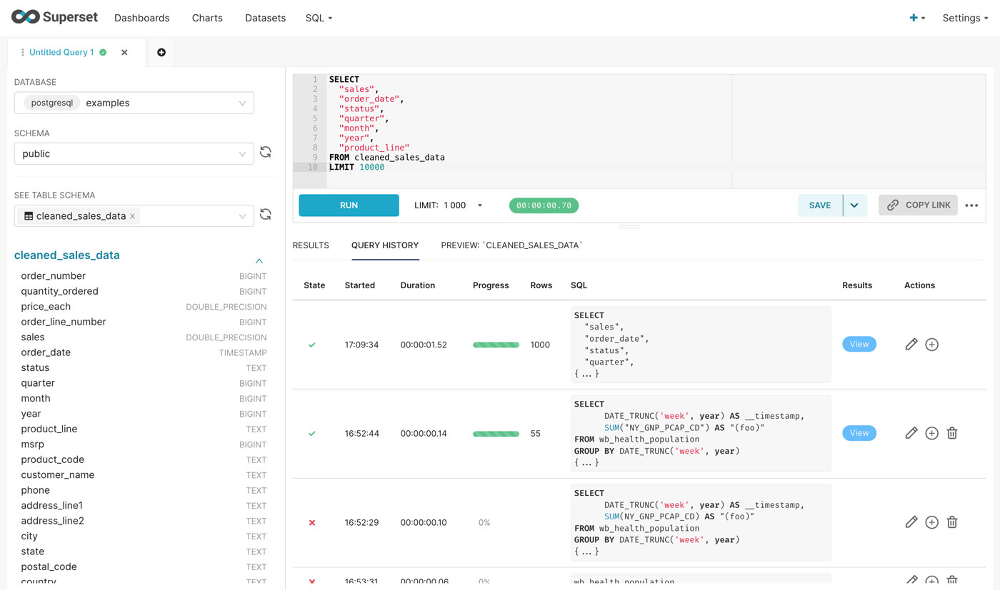 Superset
Dashboards
Charts
Datasets
SQL
Settings
Untitled Query 1
DATABASE
postgresql examples
SCHEMA
public
SEE TABLE SCHEMA
cleaned_sales_data
cleaned_sales_data
order_number BIGINT
quantity_ordered BIGINT
price_each DOUBLE_PRECISION
order_line_number BIGINT
sales DOUBLE_PRECISION
order_date TIMESTAMP
status TEXT
quarter BIGINT
month BIGINT
year BIGINT
product_line TEXT
msrp BIGINT
product_code TEXT
customer_name TEXT
phone TEXT
address_line1 TEXT
address_line2 TEXT
city TEXT
state TEXT
postal_code TEXT
country TEXT
1 SELECT
2 "sales",
3 "order_date",
4 "status",
5 "quarter",
6 "month",
7 "year",
8 "product_line"
9 FROM cleaned_sales_data
10 LIMIT 10000
RUN
LIMIT: 1 000
00:00:00.70
SAVE
COPY LINK
RESULTS
QUERY HISTORY
PREVIEW: `CLEANED_SALES_DATA`
State Started Duration Progress Rows SQL Results Actions
17:09:34 00:00:01.52 1000
SELECT
"sales",
"order_date",
"status",
"quarter",
{ ... }
View
16:52:44 00:00:00.14 55
SELECT
DATE_TRUNC('week', year) AS __timestamp,
SUM("NY_GNP_PCAP_CD") AS "(foo)"
FROM wb_health_population
GROUP BY DATE_TRUNC('week', year)
{ ... }
View
16:52:29 00:00:00.10 0%
SELECT
DATE_TRUNC('week', year) AS __timestamp,
SUM(NY_GNP_PCAP_CD) AS "(foo)"
FROM wb_health_population
GROUP BY DATE_TRUNC('week', year)
{ ... }
16:53:31 00:00:00.06 0%
wb_health_population